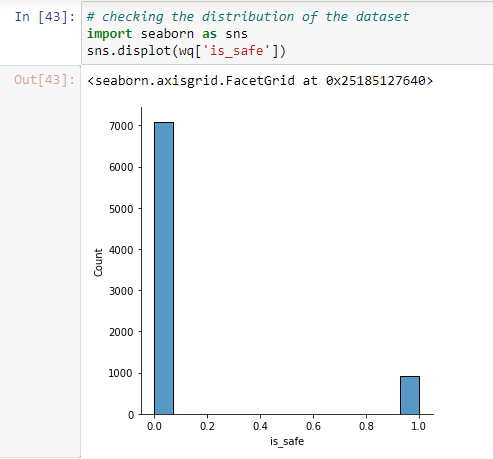 In [43]: # checking the distribution of the dataset
import seaborn as sns
sns.displot(wq['is_safe'])
Out[43]: <seaborn.axisgrid.FacetGrid at 0x25185127640>
7000
6000
5000
4000
3000
2000
1000
0
Count
0.0 0.2 0.4 0.6 0.8 1.0
is_safe